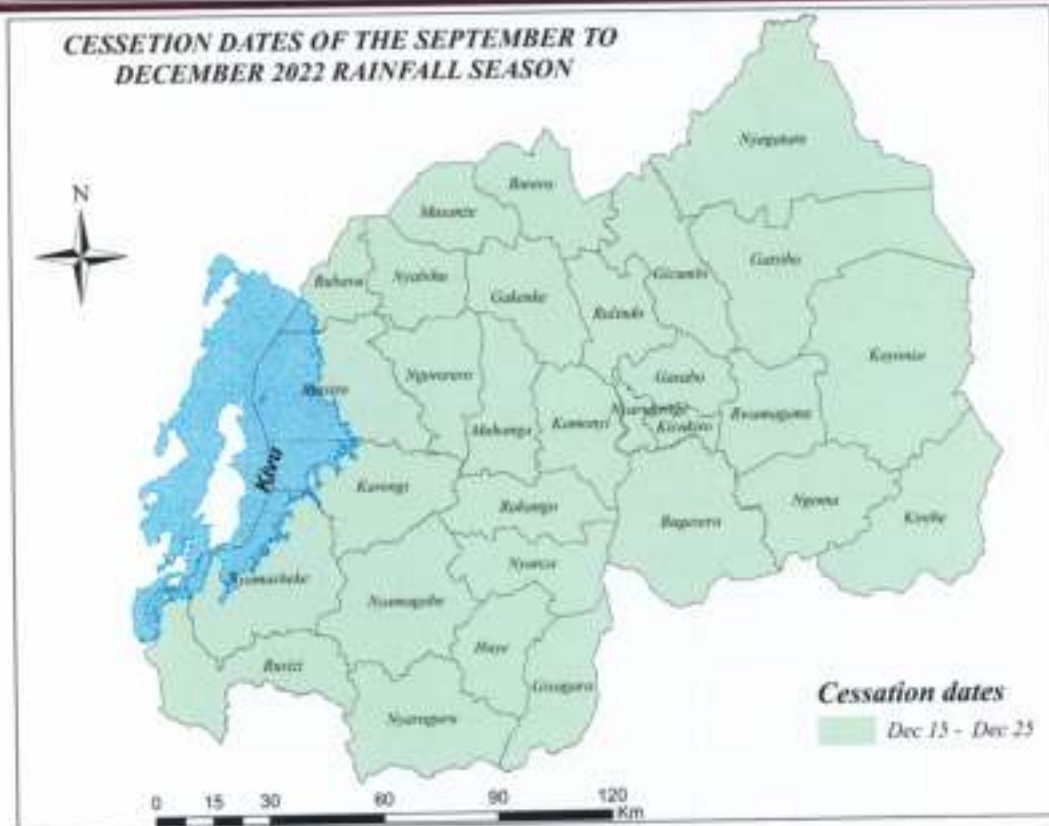 CESSETION DATES OF THE SEPTEMBER TO
DECEMBER 2022 RAINFALL SEASON
N
Nyagatare
Burera
Musanze
Gatsibo
Gicumbi
Rubavu
Nyabihu
Gakenke
Rulindo
Kayonza
Rutsiro
Ngororero
Gasabo
Muhanga
Kamonyi
Nyarugenge
Kicukiro
Rwamagana
Kivu
Karongi
Ruhango
Bugesera
Ngoma
Kirehe
Nyanza
Nyamasheke
Nyamagabe
Huye
Rusizi
Gisagara
Nyaruguru
Cessation dates
Dec 15 - Dec 25
0 15 30 60 90 120
Km